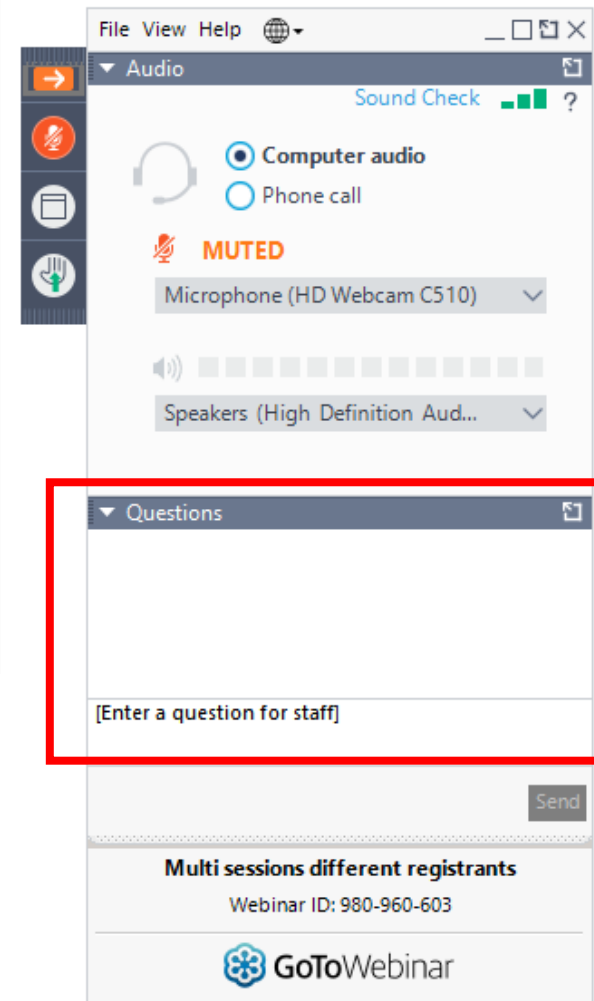 File View Help
Audio
Sound Check ?
Computer audio
Phone call
MUTED
Microphone (HD Webcam C510)
Speakers (High Definition Aud...
Questions
[Enter a question for staff]
Send
Multi sessions different registrants
Webinar ID: 980-960-603
GoToWebinar